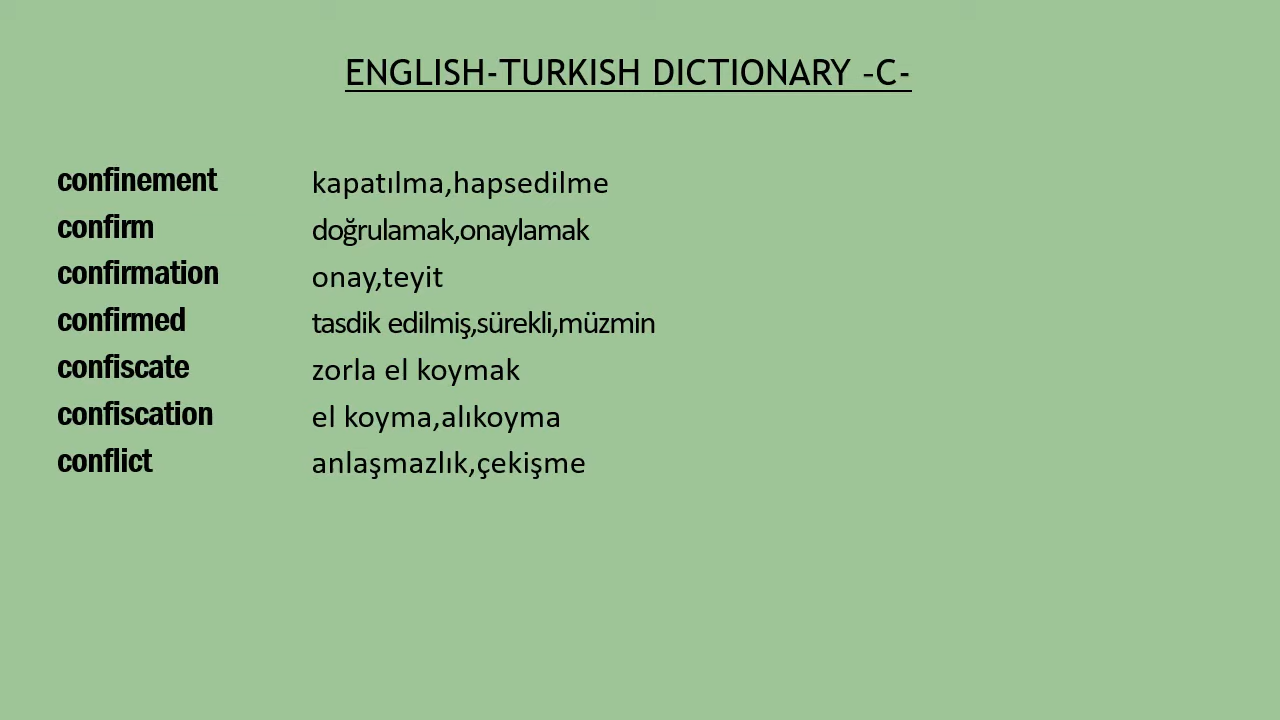 ENGLISH-TURKISH DICTIONARY –C-
confinement kapatılma,hapsedilme
confirm doğrulamak,onaylamak
confirmation onay,teyit
confirmed tasdik edilmiş,sürekli,müzmin
confiscate zorla el koymak
confiscation el koyma,alıkoyma
conflict anlaşmazlık,çekişme